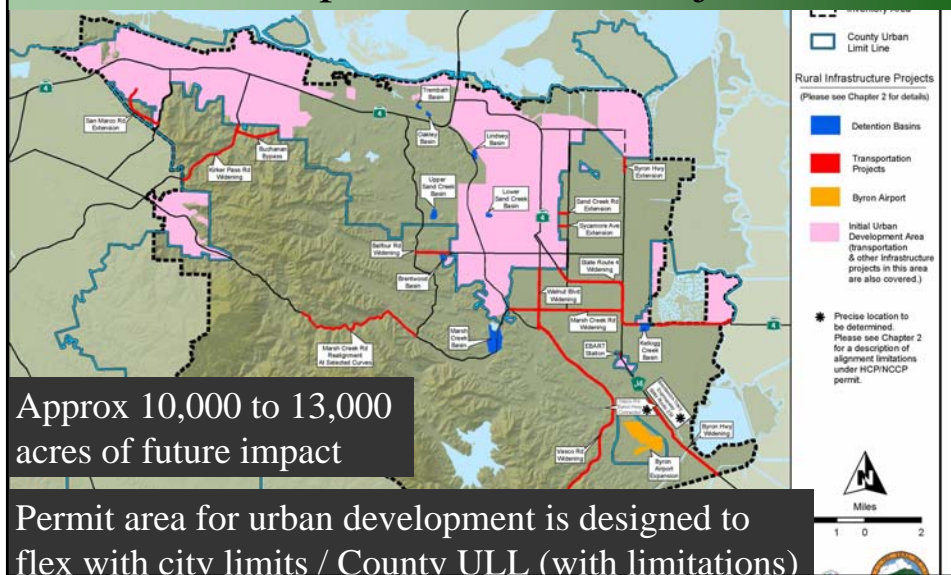 County Urban
Limit Line
Rural Infrastructure Projects
(Please see Chapter 2 for details)
Detention Basins
Transportation
Projects
Byron Airport
Initial Urban
Development Area
(transportation
& other Infrastructure
projects in this area
are also covered.)
Precise location to
be determined.
Please see Chapter 2
for a description of
alignment limitations
under HCP/NCCP
permit.
N
Miles
1 0 2
4
San Marco Rd
Extension
Kirker Pass Rd
Widening
Buchanan
Bypass
4
Trembath
Basin
Oakley
Basin
Lindsey
Basin
Upper
Sand Creek
Basin
Lower
Sand Creek
Basin
4
Byron Hwy
Extension
Sand Creek Rd
Extension
Sycamore Ave
Extension
Balfour Rd
Widening
Brentwood
Basin
State Route 4
Widening
Walnut Blvd
Widening
Marsh Creek Rd
Widening
4
Marsh Creek Rd
Realignment
At Selected Curves
Marsh
Creek
Basin
EBART
Station
Kellogg
Creek
Basin
J4
Vasco Rd
Widening
Byron
Airport
Expansion
Byron Hwy
Widening
Approx 10,000 to 13,000
acres of future impact
Permit area for urban development is designed to
flex with city limits / County ULL (with limitations)